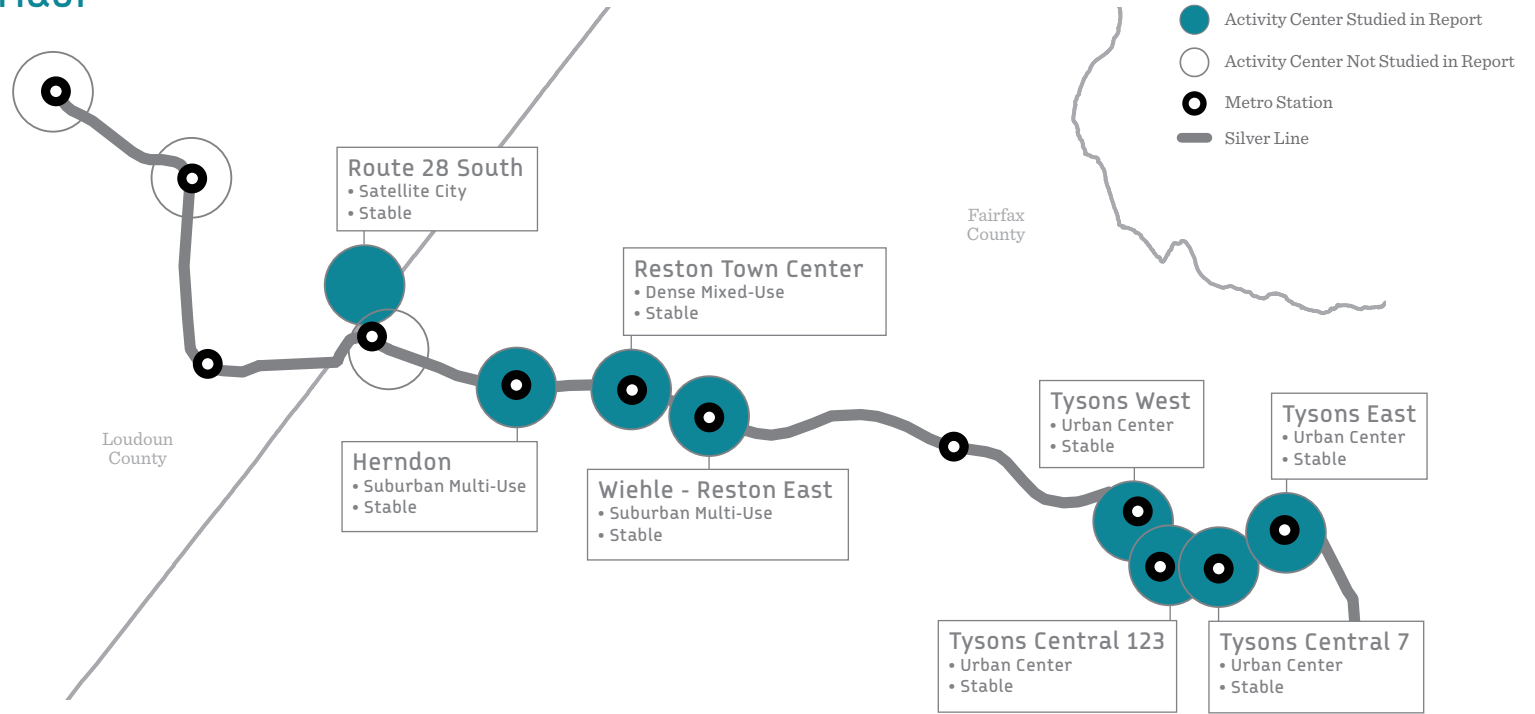 Activity Center Studied in Report
Activity Center Not Studied in Report
Metro Station
Silver Line
Route 28 South
• Satellite City
• Stable
Fairfax
County
Reston Town Center
• Dense Mixed-Use
• Stable
Tysons West
• Urban Center
• Stable
Tysons East
• Urban Center
• Stable
Loudoun
County
Herndon
• Suburban Multi-Use
• Stable
Wiehle - Reston East
• Suburban Multi-Use
• Stable
Tysons Central 123
• Urban Center
• Stable
Tysons Central 7
• Urban Center
• Stable